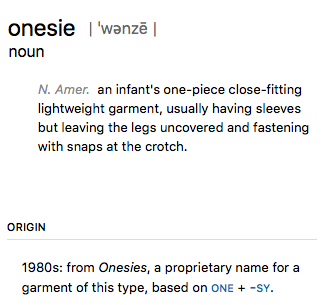 onesie | ˈwənzē |
noun
N. Amer. an infant's one-piece close-fitting
lightweight garment, usually having sleeves
but leaving the legs uncovered and fastening
with snaps at the crotch.
ORIGIN
1980s: from Onesies, a proprietary name for a
garment of this type, based on ONE + -SY.